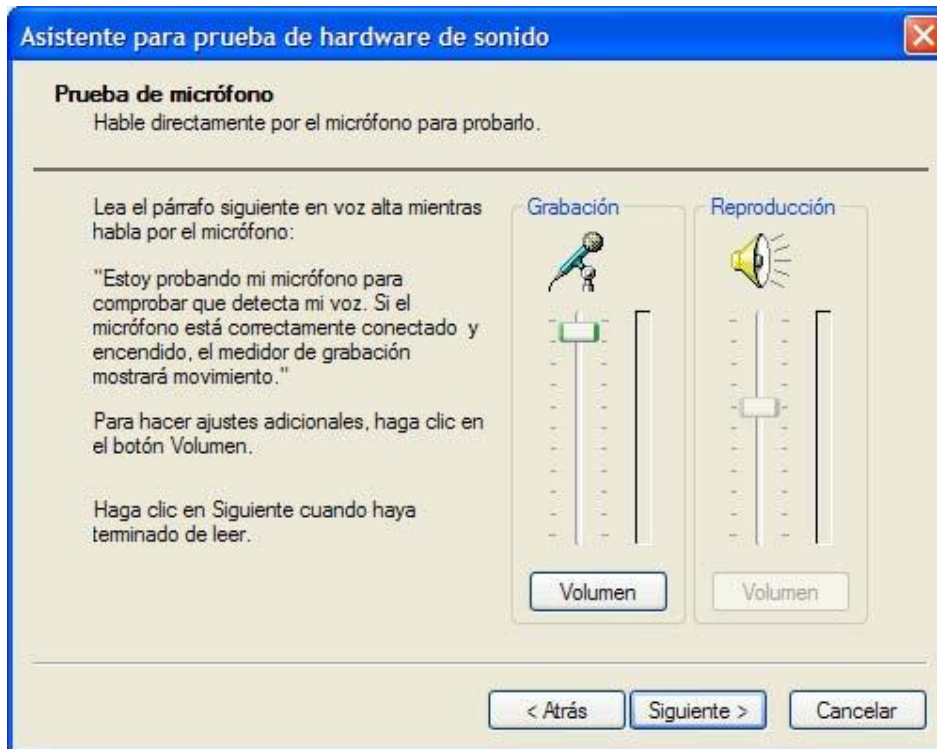 Asistente para prueba de hardware de sonido
Prueba de micrófono
Hable directamente por el micrófono para probarlo.
Lea el párrafo siguiente en voz alta mientras
habla por el micrófono:
"Estoy probando mi micrófono para
comprobar que detecta mi voz. Si el
micrófono está correctamente conectado y
encendido, el medidor de grabación
mostrará movimiento."
Para hacer ajustes adicionales, haga clic en
el botón Volumen.
Haga clic en Siguiente cuando haya
terminado de leer.
Grabación
Volumen
Reproducción
Volumen
< Atrás
Siguiente >
Cancelar